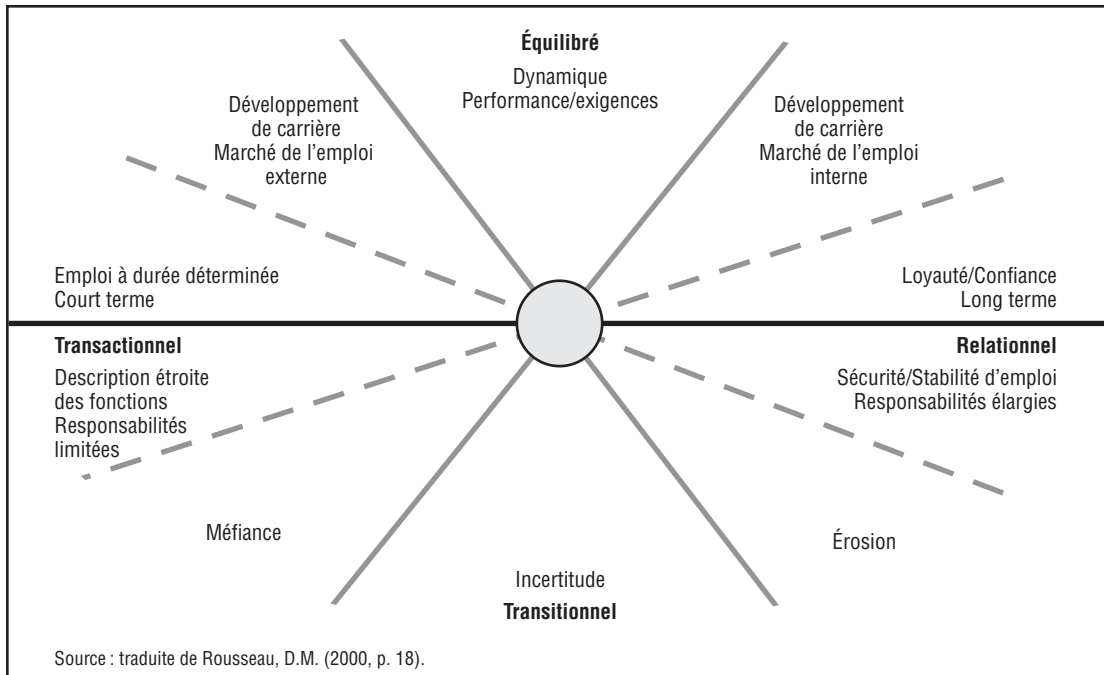 Équilibré
Dynamique
Performance/exigences
Développement
de carrière
Marché de l’emploi
externe
Développement
de carrière
Marché de l’emploi
interne
Emploi à durée déterminée
Court terme
Loyauté/Confiance
Long terme
Transactionnel
Description étroite
des fonctions
Responsabilités
limitées
Relationnel
Sécurité/Stabilité d’emploi
Responsabilités élargies
Méfiance
Érosion
Incertitude
Transitionnel
Source : traduite de Rousseau, D.M. (2000, p. 18).